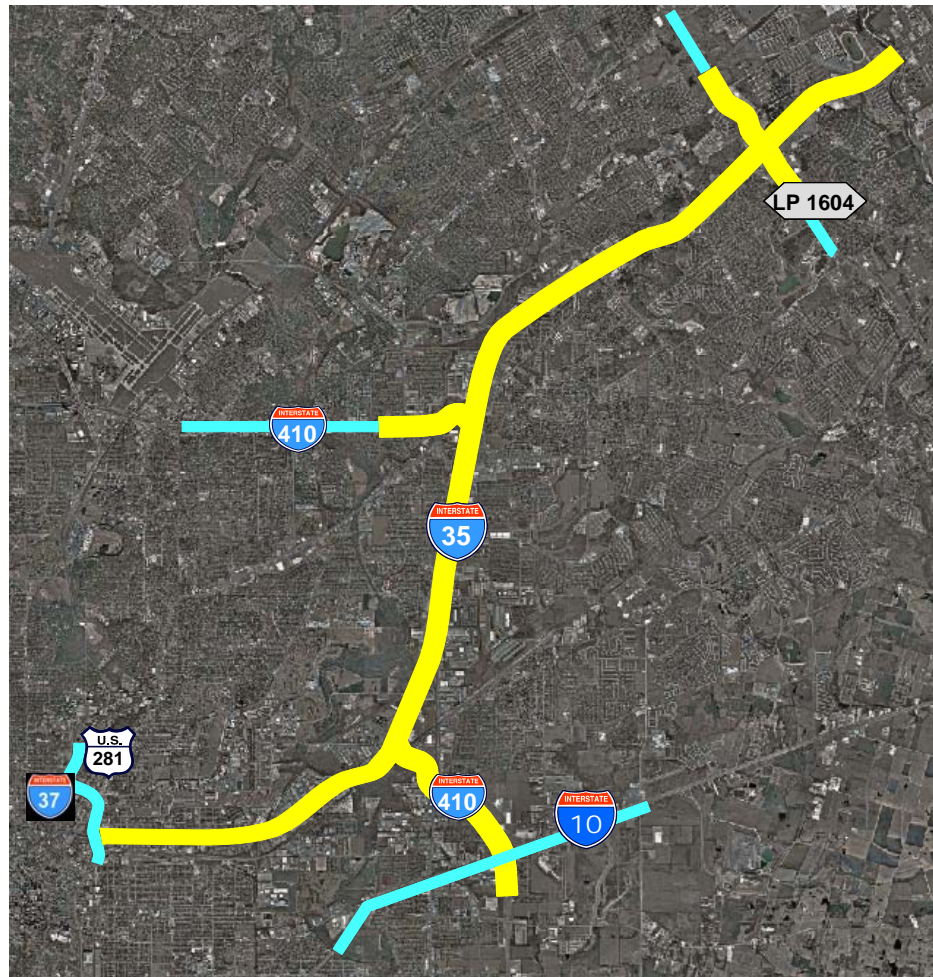 LP 1604
INTERSTATE
410
INTERSTATE
35
U.S.
281
INTERSTATE
37
INTERSTATE
410
INTERSTATE
10